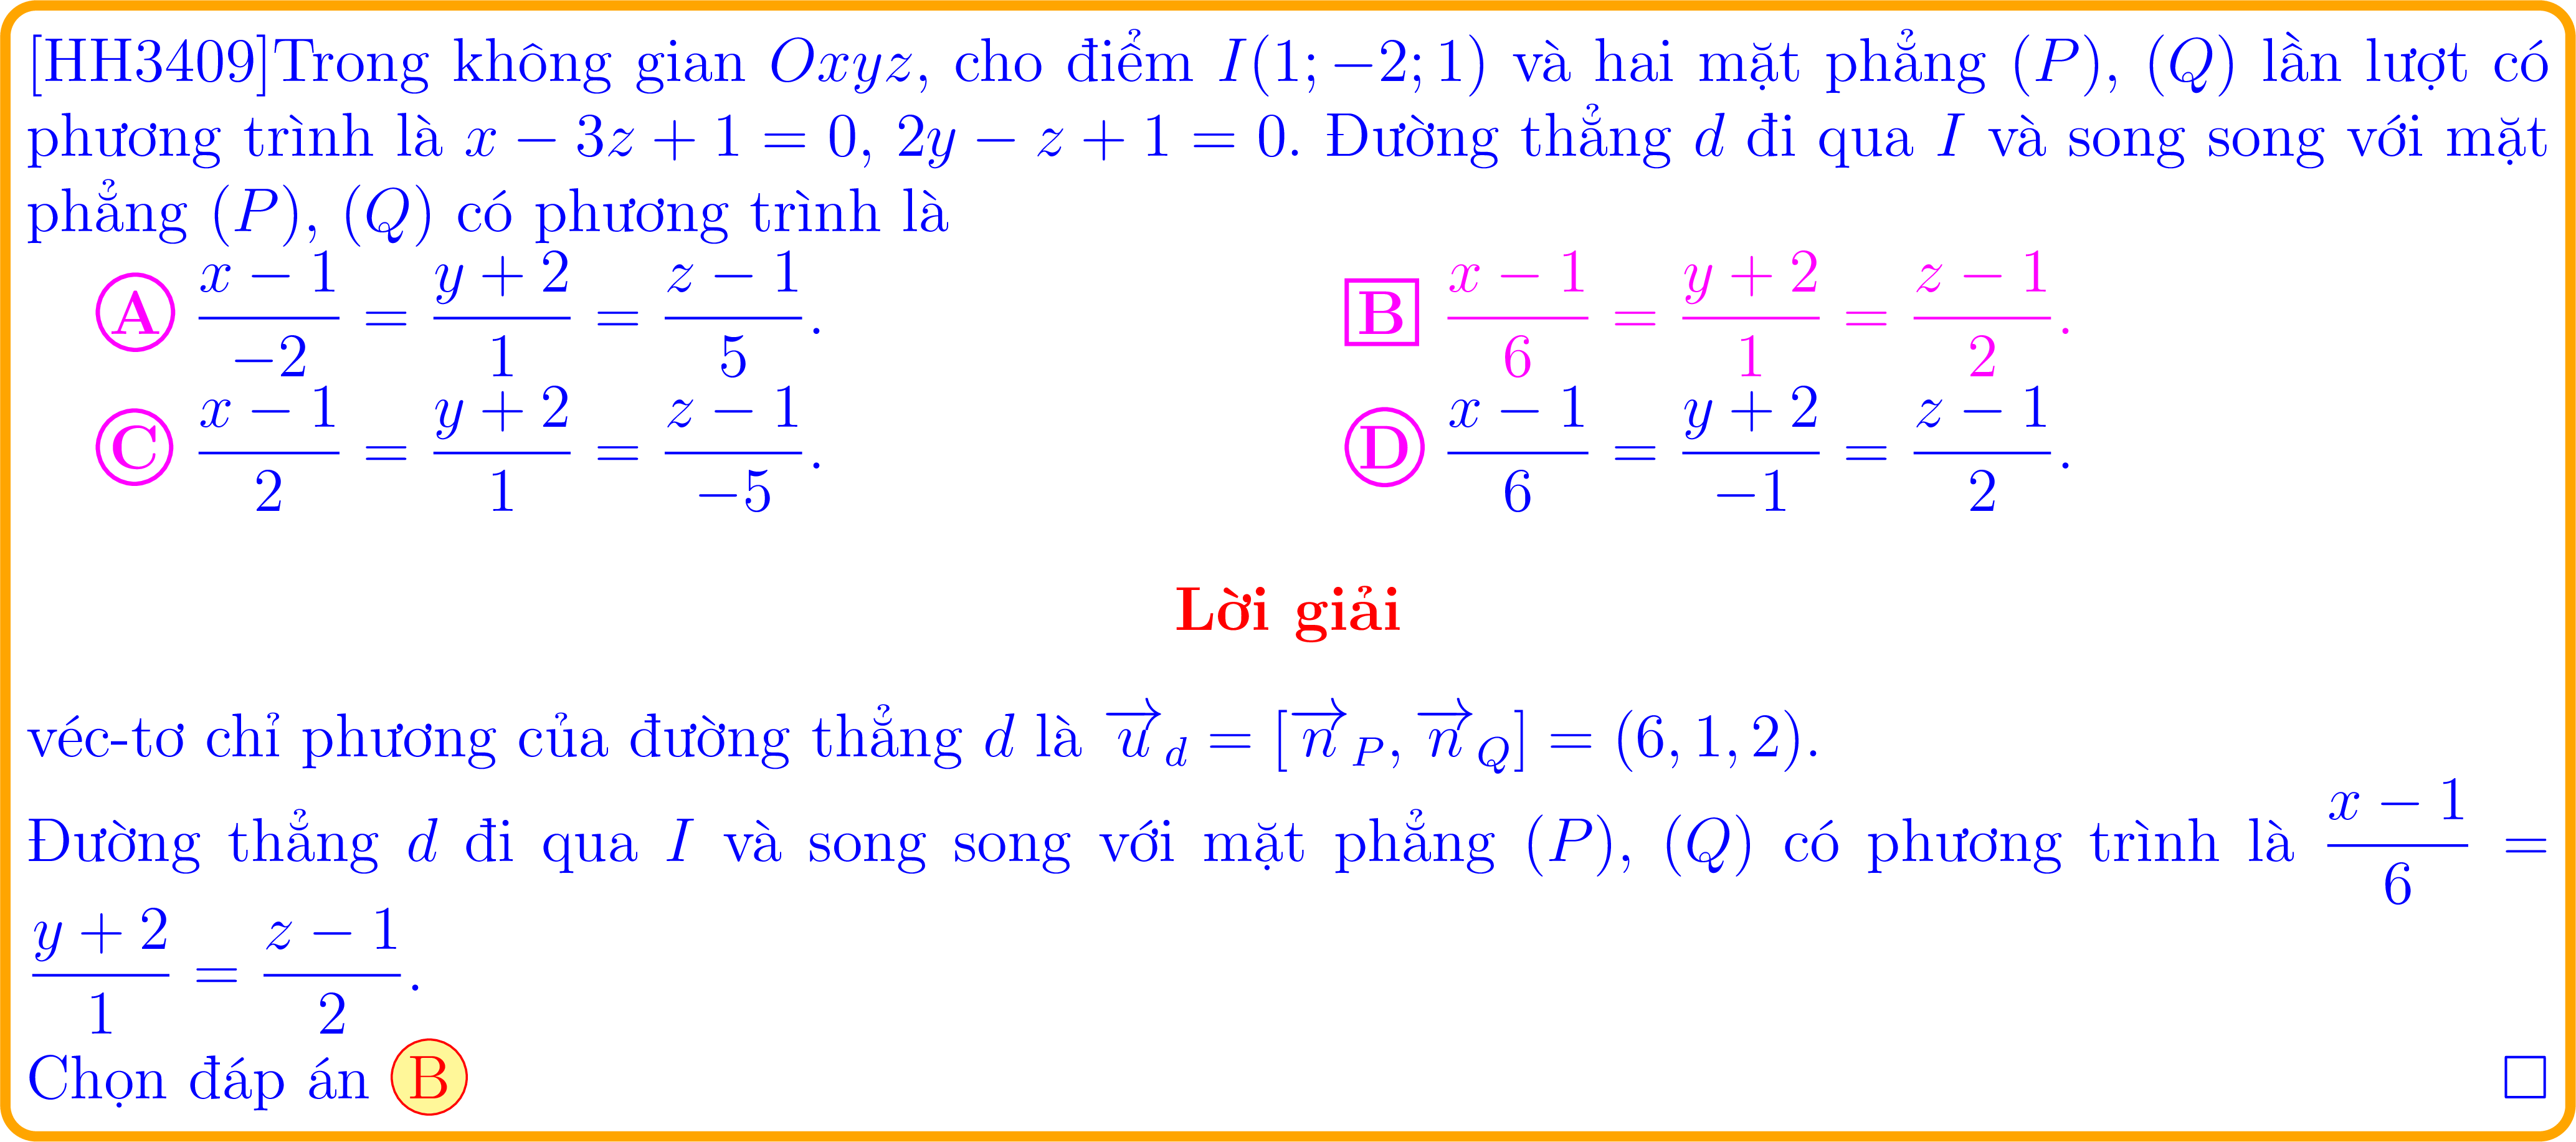 [HH3409]Trong không gian Oxyz, cho điểm I(1; −2; 1) và hai mặt phẳng (P), (Q) lần lượt có
phương trình là x − 3z + 1 = 0, 2y − z + 1 = 0. Đường thẳng d đi qua I và song song với mặt
phẳng (P), (Q) có phương trình là
A \frac{x − 1}{−2} = \frac{y + 2}{1} = \frac{z − 1}{5}. B \frac{x − 1}{6} = \frac{y + 2}{1} = \frac{z − 1}{2}.
C \frac{x − 1}{2} = \frac{y + 2}{1} = \frac{z − 1}{−5}. D \frac{x − 1}{6} = \frac{y + 2}{−1} = \frac{z − 1}{2}.
Lời giải
véc-tơ chỉ phương của đường thẳng d là \overrightarrow{u}_d = [\overrightarrow{n}_P, \overrightarrow{n}_Q] = (6, 1, 2).
Đường thẳng d đi qua I và song song với mặt phẳng (P), (Q) có phương trình là \frac{x − 1}{6} =
\frac{y + 2}{1} = \frac{z − 1}{2}.
Chọn đáp án B □